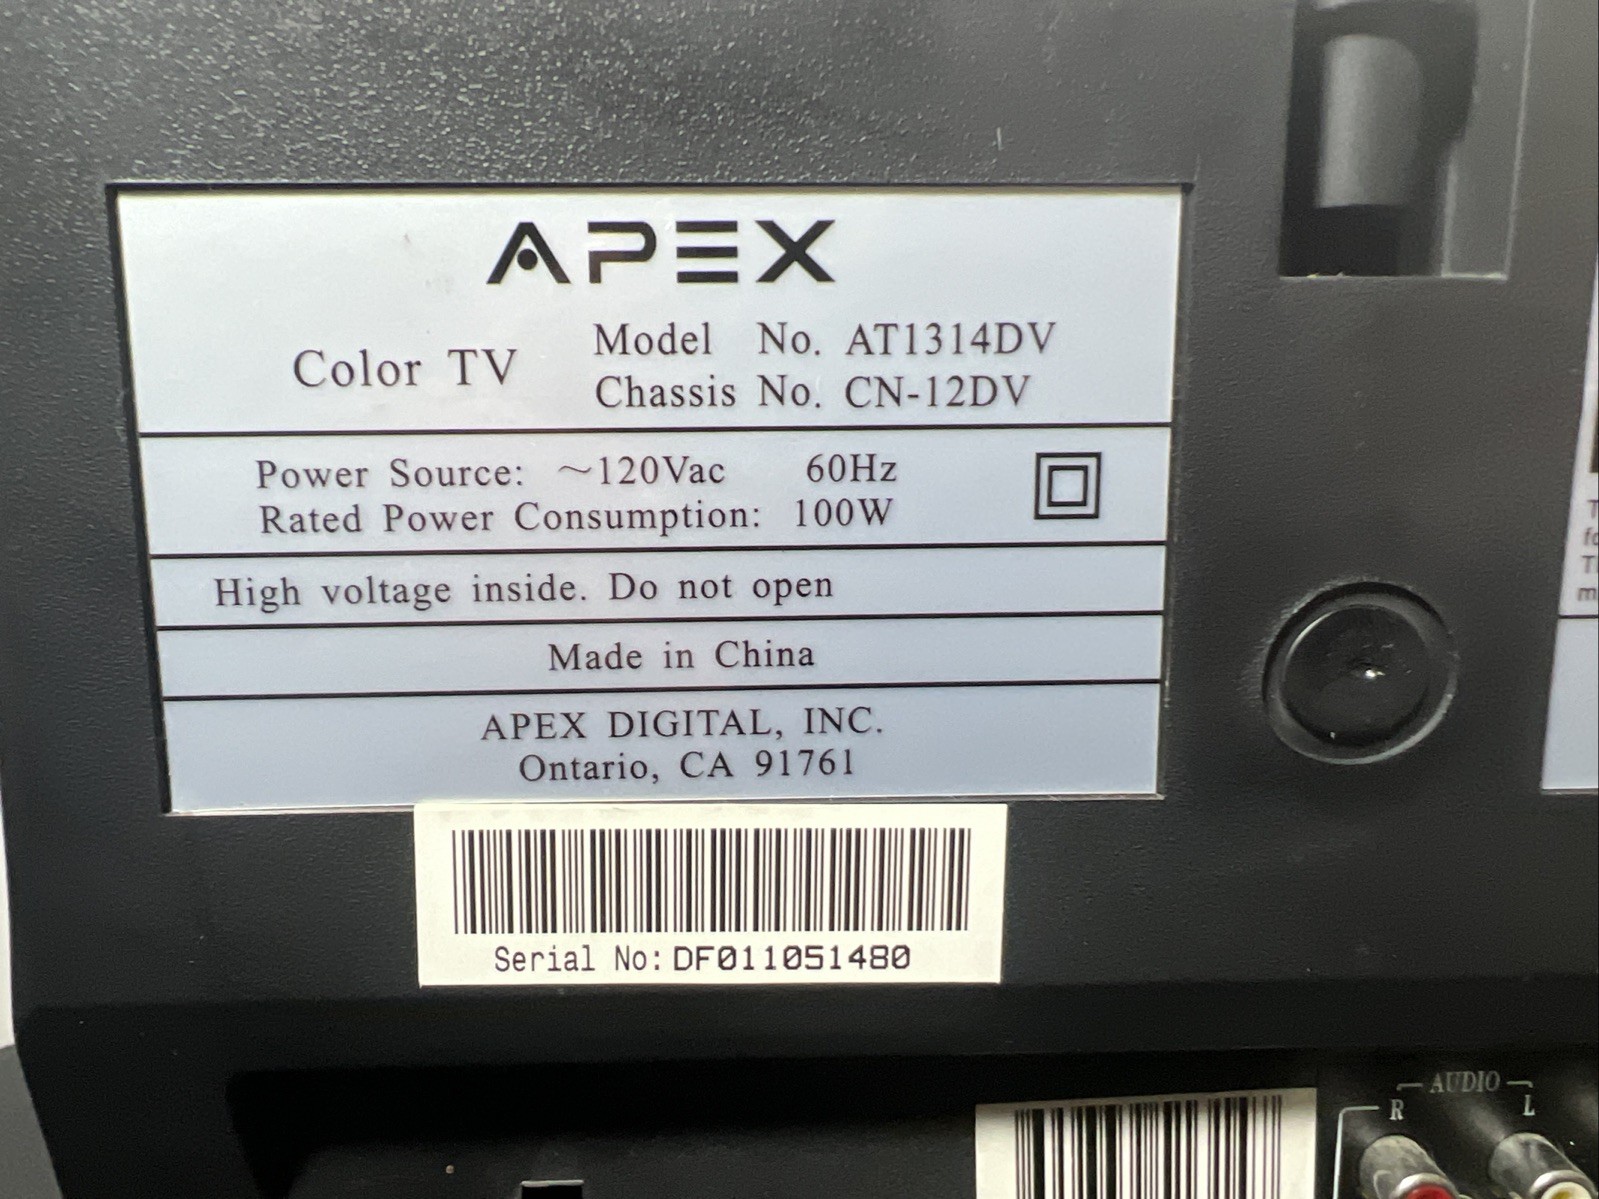 APEX
Color TV
Model No. AT1314DV
Chassis No. CN-12DV
Power Source: ~120Vac 60Hz
Rated Power Consumption: 100W
High voltage inside. Do not open
Made in China
APEX DIGITAL, INC.
Ontario, CA 91761
Serial No: DF011051480
AUDIO
R L